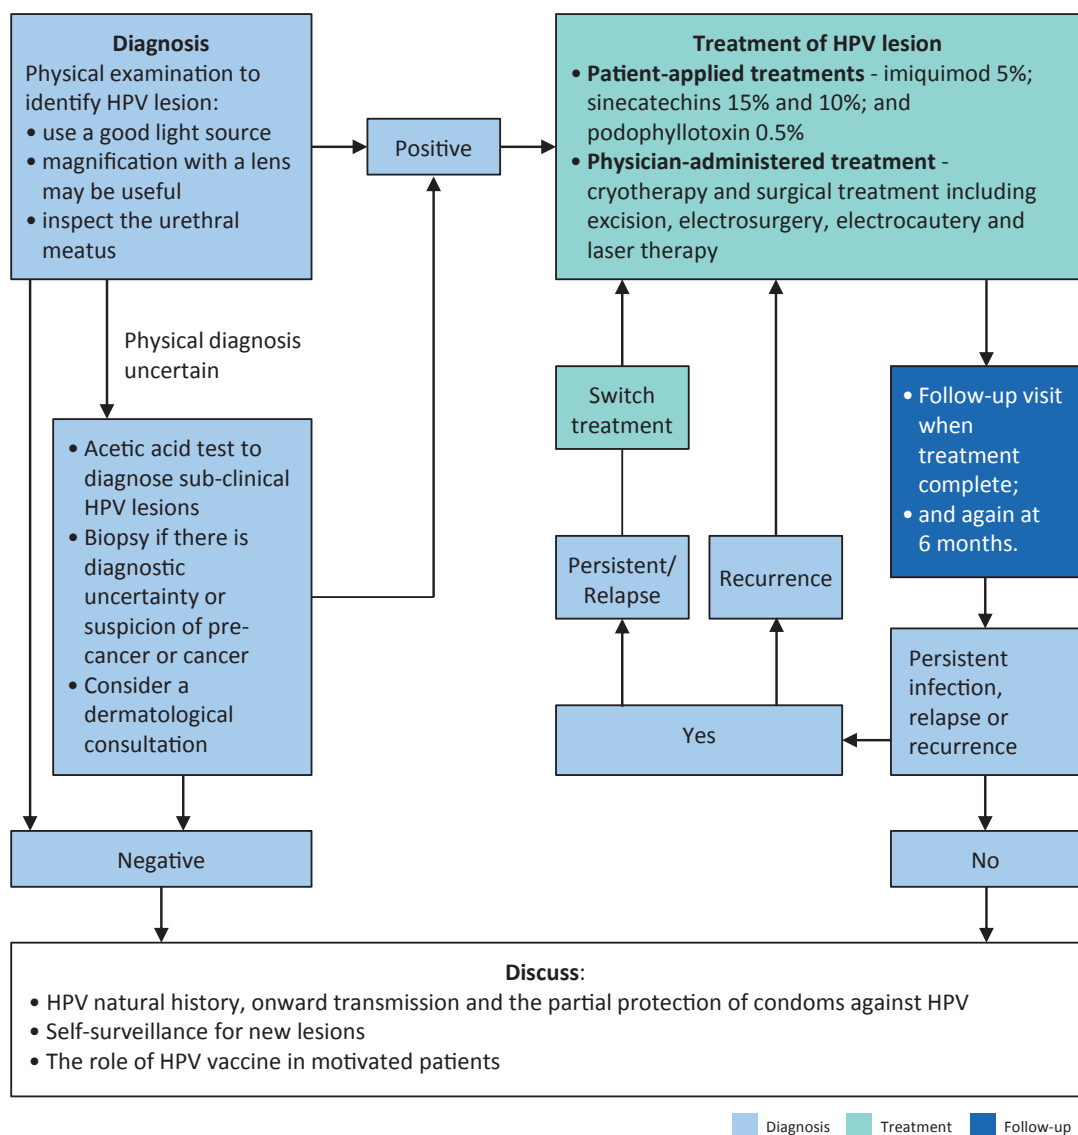 Diagnosis
Physical examination to
identify HPV lesion:
• use a good light source
• magnification with a lens
may be useful
• inspect the urethral
meatus
Positive
Treatment of HPV lesion
• Patient-applied treatments - imiquimod 5%;
sinecatechins 15% and 10%; and
podophyllotoxin 0.5%
• Physician-administered treatment -
cryotherapy and surgical treatment including
excision, electrosurgery, electrocautery and
laser therapy
Physical diagnosis
uncertain
• Acetic acid test to
diagnose sub-clinical
HPV lesions
• Biopsy if there is
diagnostic
uncertainty or
suspicion of pre-
cancer or cancer
• Consider a
dermatological
consultation
Switch
treatment
Persistent/
Relapse
Recurrence
• Follow-up visit
when
treatment
complete;
• and again at
6 months.
Persistent
infection,
relapse or
recurrence
Yes
Negative
No
Discuss:
• HPV natural history, onward transmission and the partial protection of condoms against HPV
• Self-surveillance for new lesions
• The role of HPV vaccine in motivated patients
Diagnosis
Treatment
Follow-up